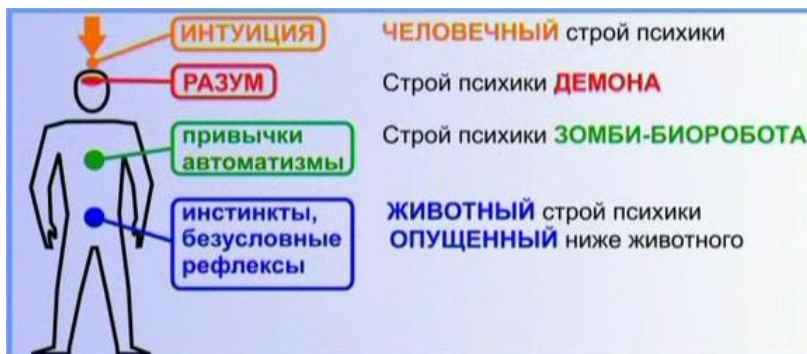 ИНТУИЦИЯ ЧЕЛОВЕЧНЫЙ строй психики
РАЗУМ Строй психики ДЕМОНА
привычки Строй психики ЗОМБИ-БИОРОБОТА
автоматизмы
инстинкты, ЖИВОТНЫЙ строй психики
безусловные ОПУЩЕННЫЙ ниже животного
рефлексы